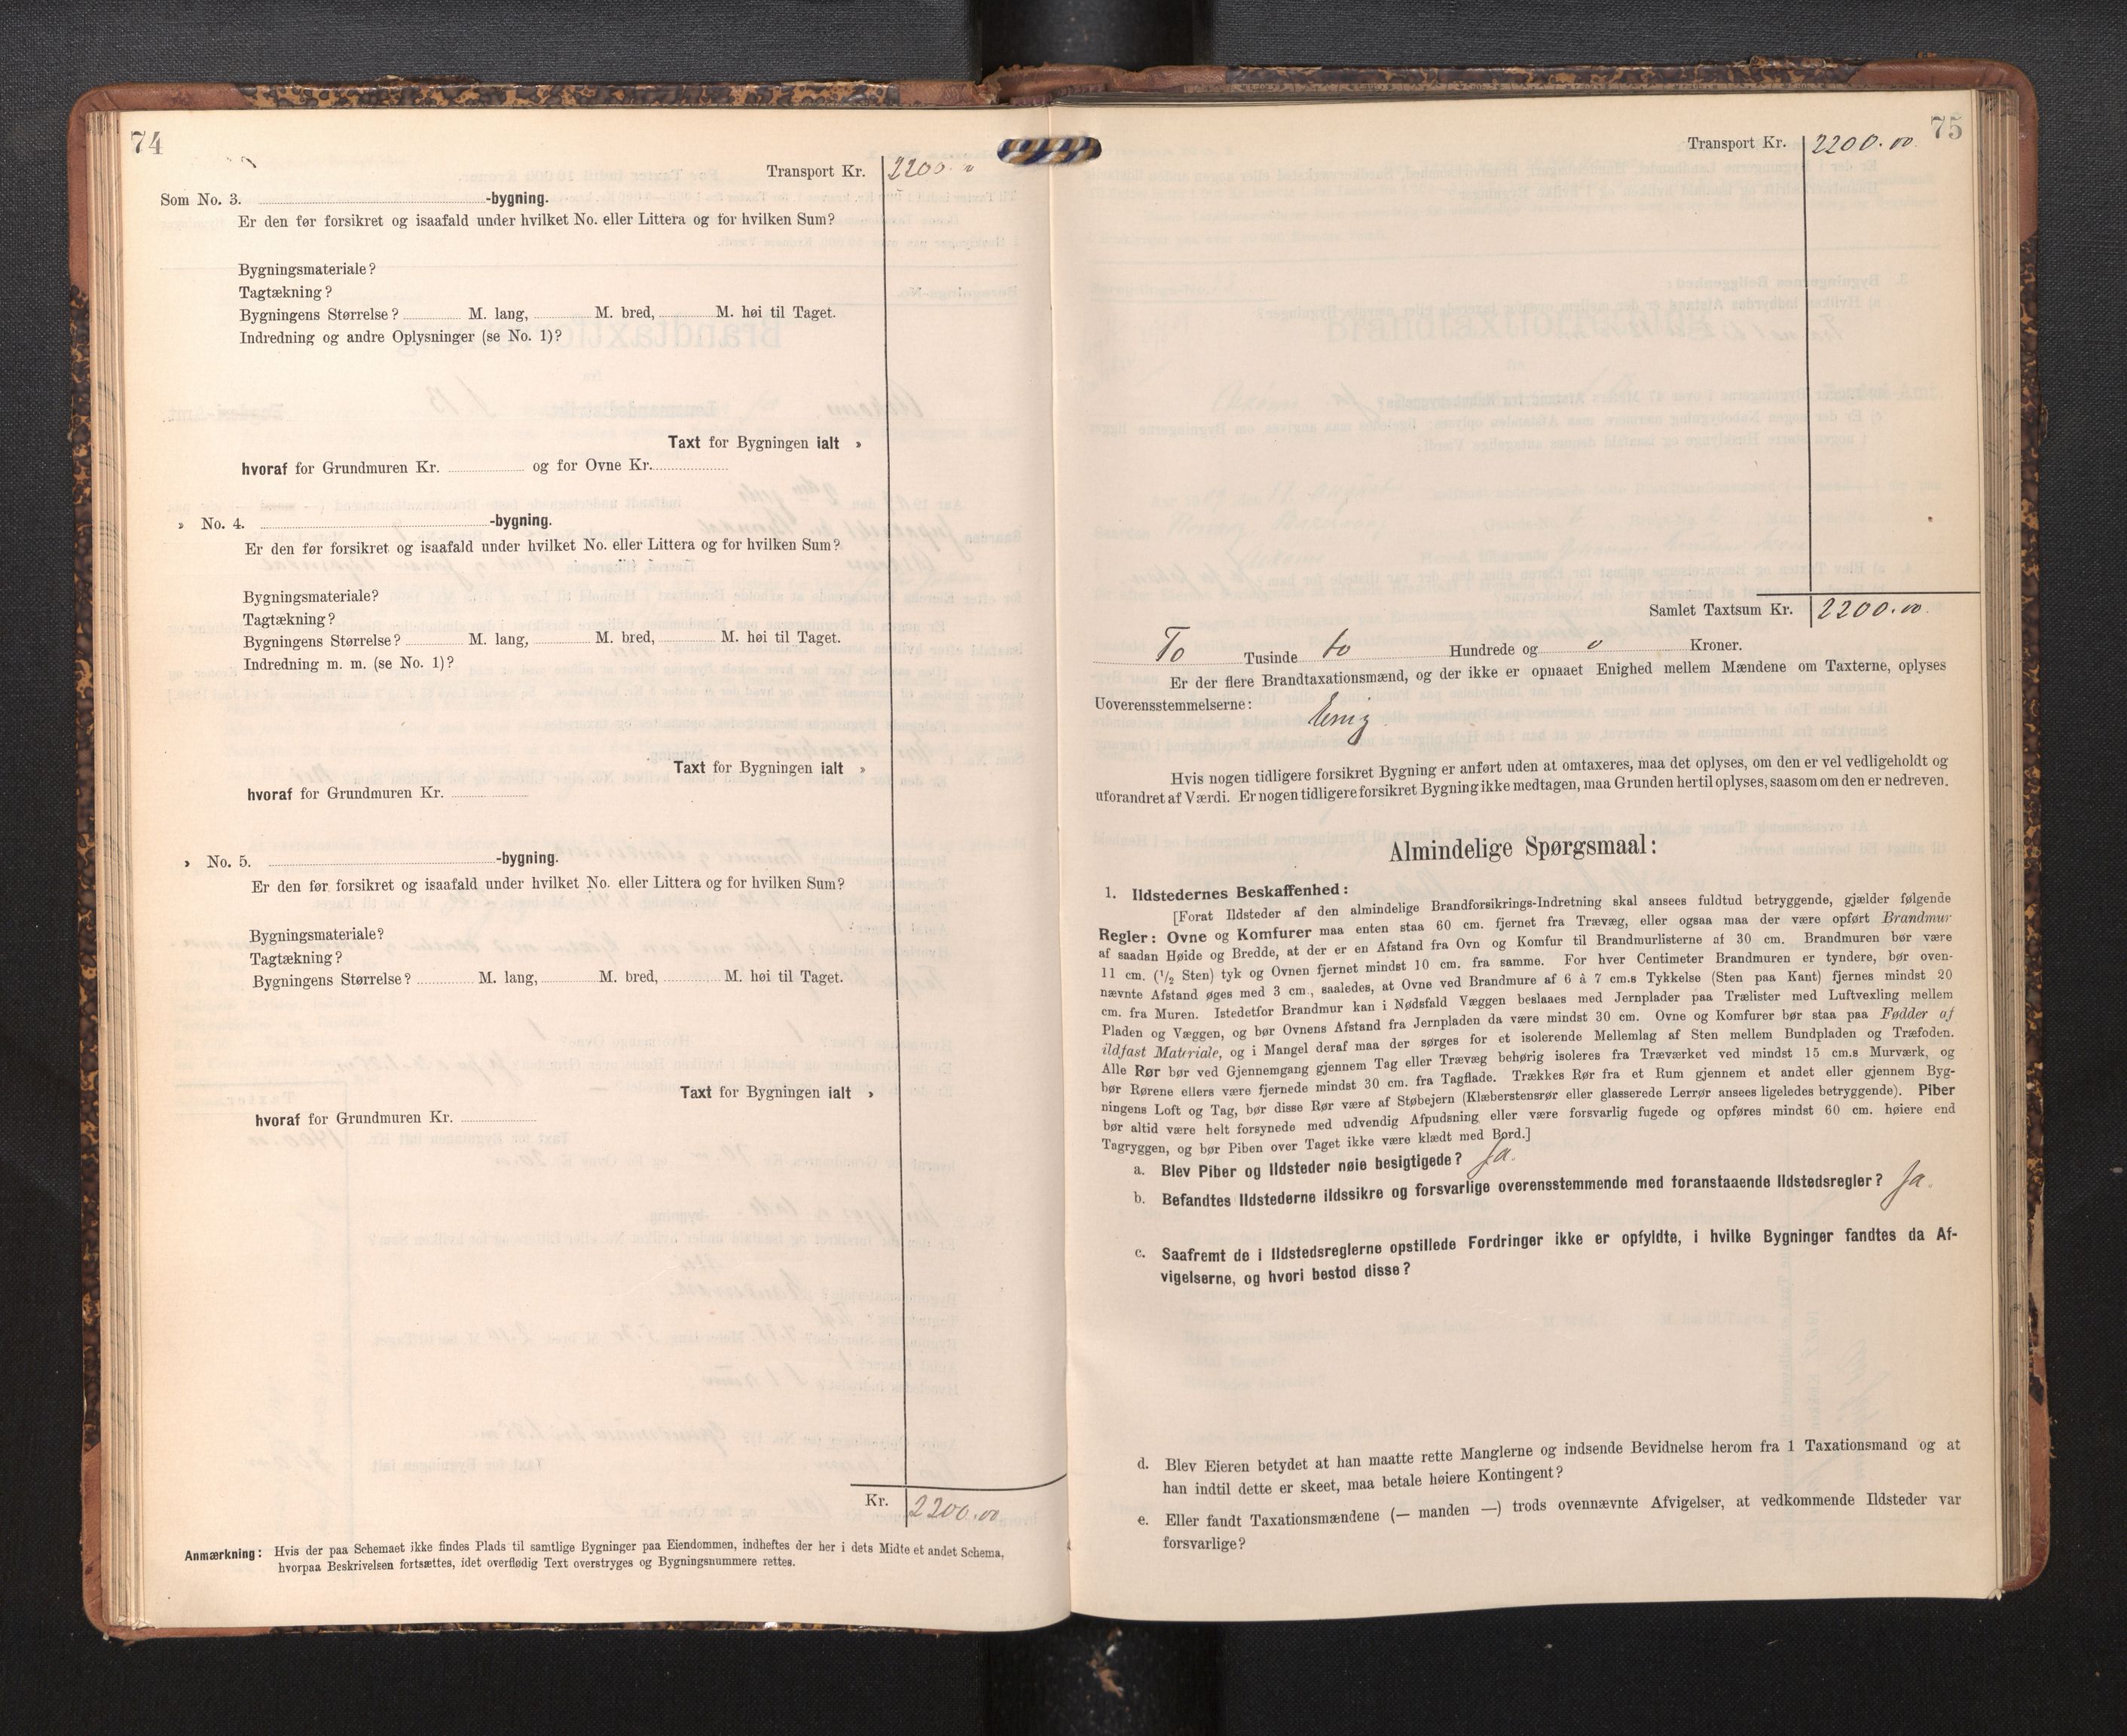 74
Transport Kr. 2200.
Som No. 3. -bygning.
Er den før forsikret og isaafald under hvilket No. eller Littera og for hvilken Sum?
Bygningsmateriale?
Tagtækning?
Bygningens Størrelse? M. lang, M. bred, M. høi til Taget.
Indredning og andre Oplysninger (se No. 1)?
Taxt for Bygningen ialt »
hvoraf for Grundmuren Kr. og for Ovne Kr.
» No. 4. -bygning.
Er den før forsikret og isaafald under hvilket No. eller Littera og for hvilken Sum?
Bygningsmateriale?
Tagtækning?
Bygningens Størrelse? M. lang, M. bred, M. høi til Taget.
Indredning m. m. (se No. 1)?
Taxt for Bygningen ialt »
hvoraf for Grundmuren Kr.
» No. 5. -bygning.
Er den før forsikret og isaafald under hvilket No. eller Littera og for hvilken Sum?
Bygningsmateriale?
Tagtækning?
Bygningens Størrelse? M. lang, M. bred, M. høi til Taget.
Taxt for Bygningen ialt »
hvoraf for Grundmuren Kr.
Kr. 2200.00
Anmærkning: Hvis der paa Schemaet ikke findes Plads til samtlige Bygninger paa Eiendommen, indheftes der her i dets Midte et andet Schema,
hvorpaa Beskrivelsen fortsættes, idet overflødig Text overstryges og Bygningsnummere rettes.
75
Transport Kr. 2200.00
Samlet Taxtsum Kr. 2200.00
To Tusinde to Hundrede og 0 Kroner.
Er der flere Brandtaxationsmænd, og der ikke er opnaaet Enighed mellem Mændene om Taxterne, oplyses
Uoverensstemmelserne: Enig
Hvis nogen tidligere forsikret Bygning er anført uden at omtaxeres, maa det oplyses, om den er vel vedligeholdt og
uforandret af Værdi. Er nogen tidligere forsikret Bygning ikke medtagen, maa Grunden hertil oplyses, saasom om den er nedreven.
Almindelige Spørgsmaal:
1. Ildstedernes Beskaffenhed:
[Forat Ildsteder af den almindelige Brandforsikrings-Indretning skal ansees fuldtud betryggende, gjælder følgende
Regler: Ovne og Komfurer maa enten staa 60 cm. fjernet fra Trævæg, eller ogsaa maa der være opført Brandmur
af saadan Høide og Bredde, at der er en Afstand fra Ovn og Komfur til Brandmurlisterne af 30 cm. Brandmuren bør være
11 cm. (1/2 Sten) tyk og Ovnen fjernet mindst 10 cm. fra samme. For hver Centimeter Brandmuren er tyndere, bør oven-
nævnte Afstand øges med 3 cm., saaledes, at Ovne ved Brandmure af 6 à 7 cm.s Tykkelse (Sten paa Kant) fjernes mindst 20
cm. fra Muren. Istedetfor Brandmur kan i Nødsfald Væggen beslaaes med Jernplader paa Trælister med Luftvexling mellem
Pladen og Væggen, og bør Ovnens Afstand fra Jernpladen da være mindst 30 cm. Ovne og Komfurer bør staa paa Fødder af
ildfast Materiale, og i Mangel deraf maa der sørges for et isolerende Mellemlag af Sten mellem Bundpladen og Træfoden.
Alle Rør bør ved Gjennemgang gjennem Tag eller Trævæg behørig isoleres fra Træværket ved mindst 15 cm.s Murværk, og
bør Rørene ellers være fjernede mindst 30 cm. fra Tagflade. Trækkes Rør fra et Rum gjennem et andet eller gjennem Byg-
ningens Loft og Tag, bør disse Rør være af Støbejern (Klæberstensrør eller glasserede Lerrør ansees ligeledes betryggende). Piber
bør altid være helt forsynede med udvendig Afpudsning eller være forsvarlig fugede og opføres mindst 60 cm. høiere end
Tagryggen, og bør Piben over Taget ikke være klædt med Bord.]
a. Blev Piber og Ildsteder nøie besigtigede? Ja.
b. Befandtes Ildstederne ildssikre og forsvarlige overensstemmende med foranstaaende Ildstedsregler? Ja.
c. Saafremt de i Ildstedsreglerne opstillede Fordringer ikke er opfyldte, i hvilke Bygninger fandtes da Af-
vigelserne, og hvori bestod disse?
d. Blev Eieren betydet at han maatte rette Manglerne og indsende Bevidnelse herom fra 1 Taxationsmand og at
han indtil dette er skeet, maa betale høiere Kontingent?
e. Eller fandt Taxationsmændene (— manden —) trods ovennævnte Afvigelser, at vedkommende Ildsteder var
forsvarlige?